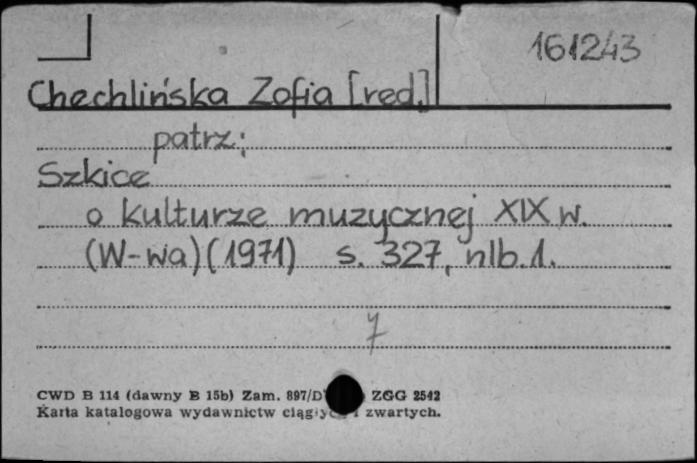 161243
Chechlińska Zofia [red.]
patrz:
Szkice
o kulturze muzycznej XIX w.
(W-wa) (1971) s. 327, nlb. 1.
7
CWD B 114 (dawny B 15b) Zam. 897/D ZGG 2542
Karta katalogowa wydawnictw i zwartych.